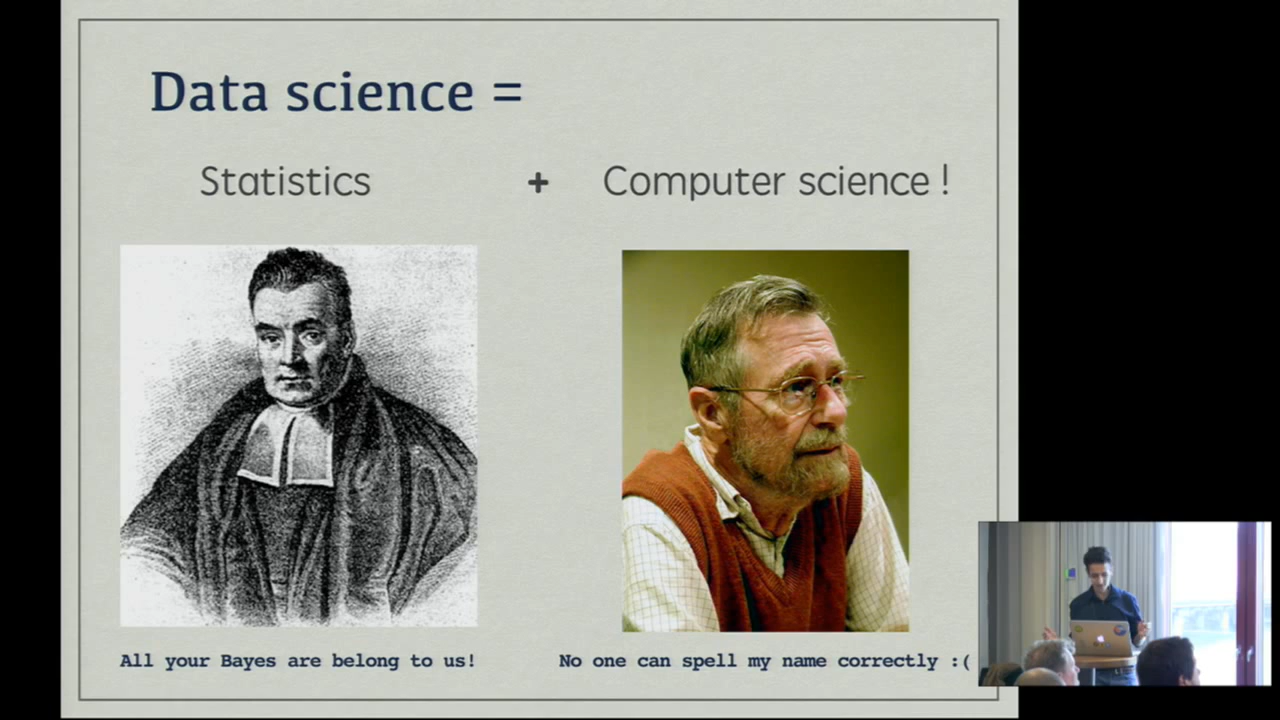 Data science =
Statistics + Computer science !
All your Bayes are belong to us!
No one can spell my name correctly :(